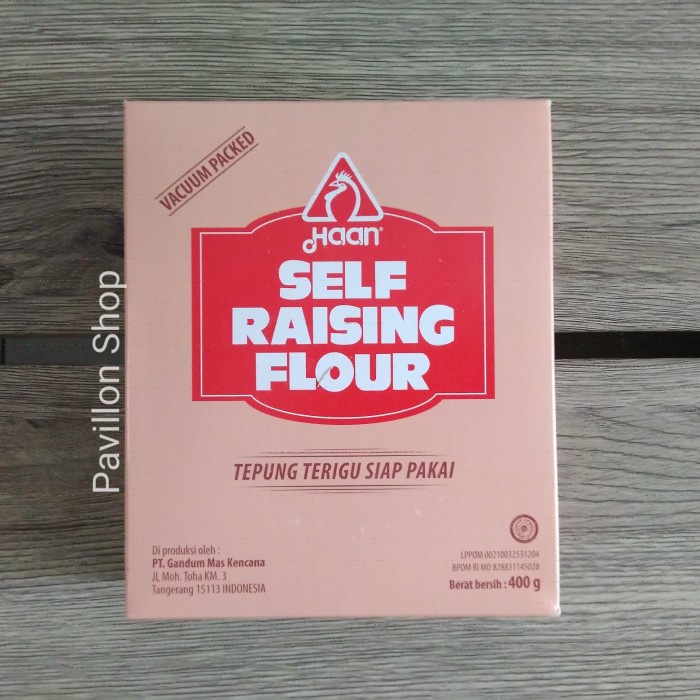 VACUUM PACKED
Haan®
SELF
RAISING
FLOUR
TEPUNG TERIGU SIAP PAKAI
Di produksi oleh :
PT. Gandum Mas Kencana
Jl, Moh. Toha KM. 3
Tangerang 15113 INDONESIA
LPPOM 00210032531204
BPOM RI MD 828831145028
Berat bersih : 400 g
Pavillon Shop